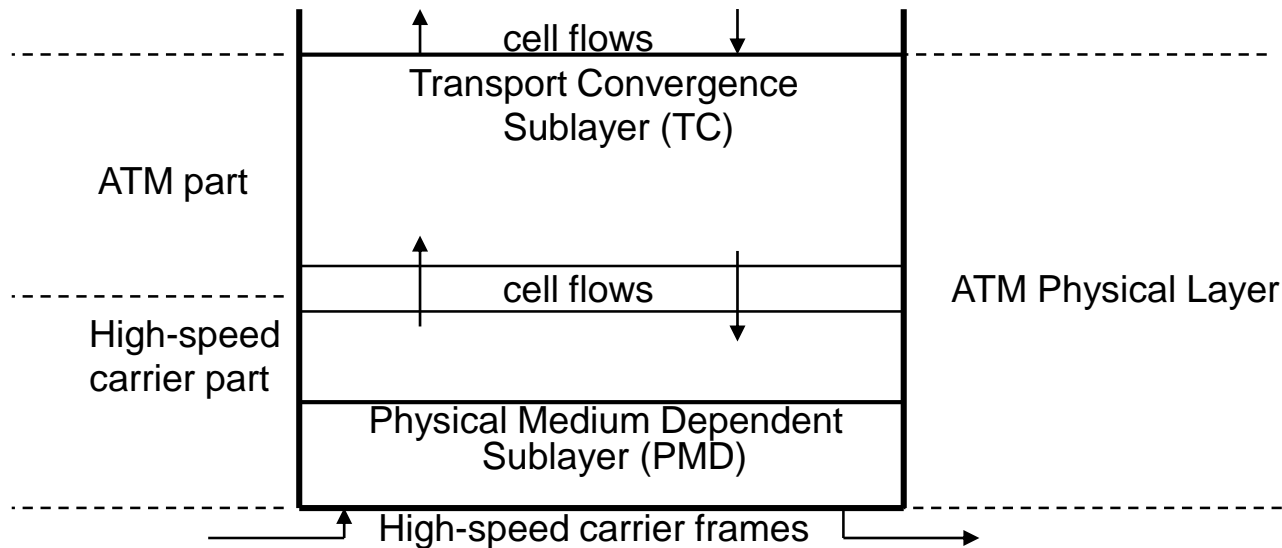 cell flows
Transport Convergence
Sublayer (TC)
ATM part
cell flows
ATM Physical Layer
High-speed
carrier part
Physical Medium Dependent
Sublayer (PMD)
High-speed carrier frames